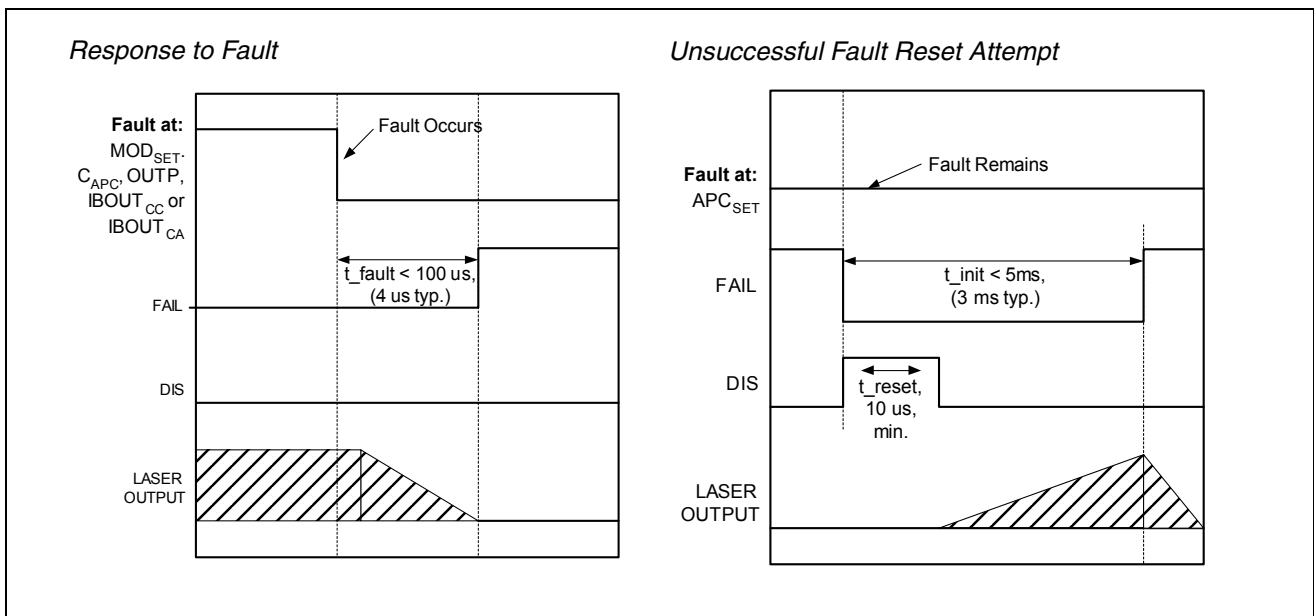 Response to Fault
Fault at:
MOD_SET.
C_APC, OUTP,
IBOUT_CC or
IBOUT_CA
Fault Occurs
t_fault < 100 us,
(4 us typ.)
FAIL
DIS
LASER
OUTPUT
Unsuccessful Fault Reset Attempt
Fault at:
APC_SET
Fault Remains
FAIL
t_init < 5ms,
(3 ms typ.)
DIS
t_reset,
10 us,
min.
LASER
OUTPUT